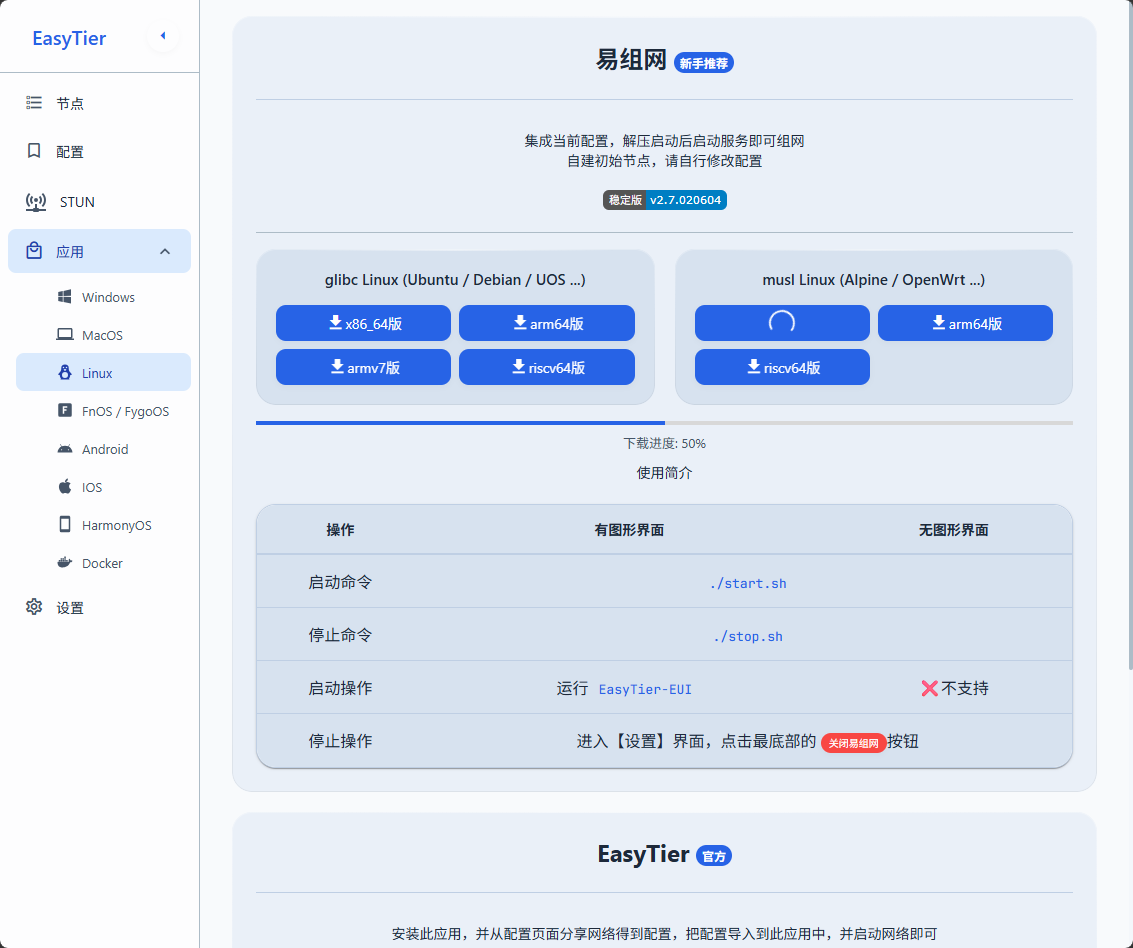 EasyTier
节点
配置
STUN
应用
Windows
MacOS
Linux
FnOS / FygoOS
Android
IOS
HarmonyOS
Docker
设置
易组网 新手推荐
集成当前配置，解压启动后启动服务即可组网
自建初始节点，请自行修改配置
稳定版 v2.7.020604
glibc Linux (Ubuntu / Debian / UOS ...)
x86_64版 arm64版
armv7版 riscv64版
musl Linux (Alpine / OpenWrt ...)
arm64版
riscv64版
下载进度: 50%
使用简介
操作 有图形界面 无图形界面
启动命令 ./start.sh
停止命令 ./stop.sh
启动操作 运行 EasyTier-EUI ❌不支持
停止操作 进入【设置】界面，点击最底部的 关闭易组网 按钮
EasyTier 官方
安装此应用，并从配置页面分享网络得到配置，把配置导入到此应用中，并启动网络即可